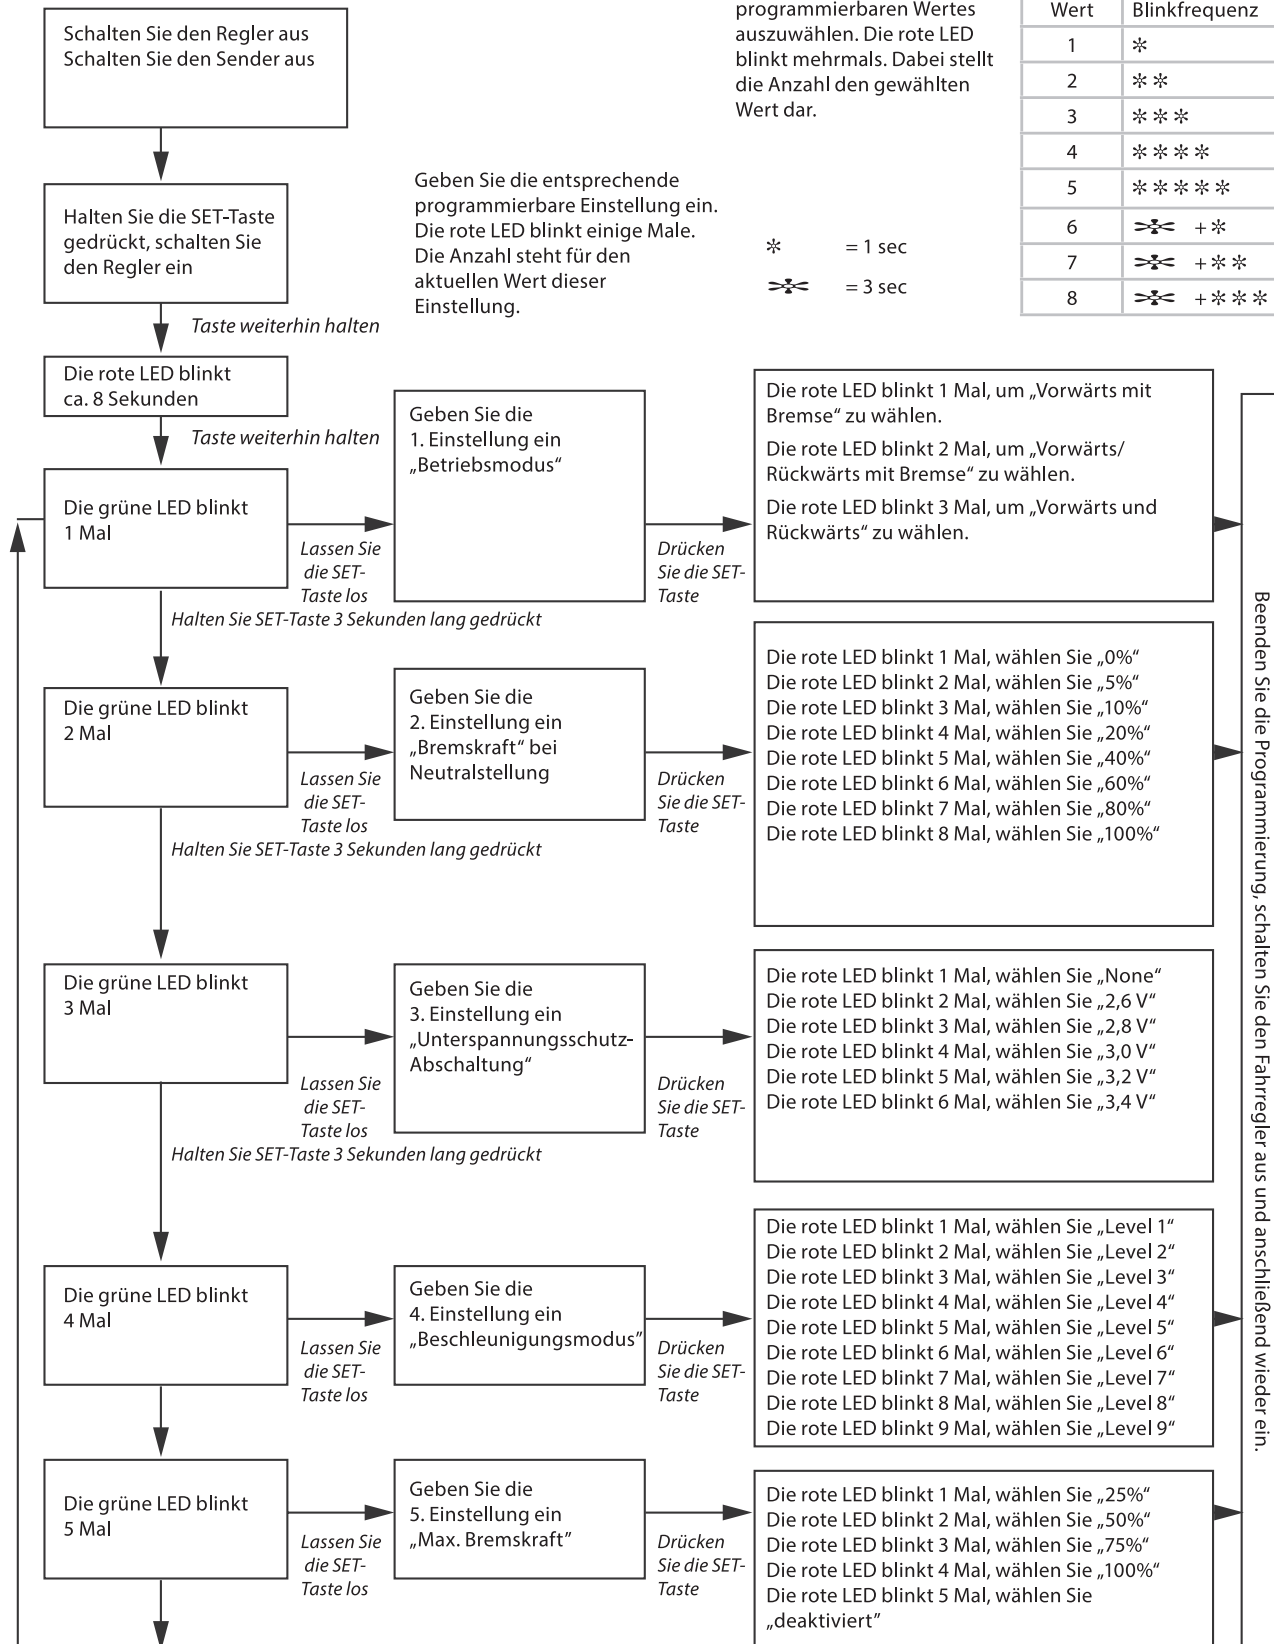 Schalten Sie den Regler aus
Schalten Sie den Sender aus
programmierbaren Wertes
auszuwählen. Die rote LED
blinkt mehrmals. Dabei stellt
die Anzahl den gewählten
Wert dar.
Wert Blinkfrequenz
1 *
2 **
3 ***
4 ****
5 *****
6 + *
7 + **
8 + ***
Halten Sie die SET-Taste
gedrückt, schalten Sie
den Regler ein
Geben Sie die entsprechende
programmierbare Einstellung ein.
Die rote LED blinkt einige Male.
Die Anzahl steht für den
aktuellen Wert dieser
Einstellung.
* = 1 sec
= 3 sec
Taste weiterhin halten
Die rote LED blinkt
ca. 8 Sekunden
Taste weiterhin halten
Die grüne LED blinkt
1 Mal
Lassen Sie
die SET-
Taste los
Geben Sie die
1. Einstellung ein
„Betriebsmodus“
Drücken
Sie die SET-
Taste
Die rote LED blinkt 1 Mal, um „Vorwärts mit
Bremse“ zu wählen.
Die rote LED blinkt 2 Mal, um „Vorwärts/
Rückwärts mit Bremse“ zu wählen.
Die rote LED blinkt 3 Mal, um „Vorwärts und
Rückwärts“ zu wählen.
Halten Sie SET-Taste 3 Sekunden lang gedrückt
Die grüne LED blinkt
2 Mal
Lassen Sie
die SET-
Taste los
Geben Sie die
2. Einstellung ein
„Bremskraft“ bei
Neutralstellung
Drücken
Sie die SET-
Taste
Die rote LED blinkt 1 Mal, wählen Sie „0%“
Die rote LED blinkt 2 Mal, wählen Sie „5%“
Die rote LED blinkt 3 Mal, wählen Sie „10%“
Die rote LED blinkt 4 Mal, wählen Sie „20%“
Die rote LED blinkt 5 Mal, wählen Sie „40%“
Die rote LED blinkt 6 Mal, wählen Sie „60%“
Die rote LED blinkt 7 Mal, wählen Sie „80%“
Die rote LED blinkt 8 Mal, wählen Sie „100%“
Halten Sie SET-Taste 3 Sekunden lang gedrückt
Die grüne LED blinkt
3 Mal
Lassen Sie
die SET-
Taste los
Geben Sie die
3. Einstellung ein
„Unterspannungsschutz-
Abschaltung“
Drücken
Sie die SET-
Taste
Die rote LED blinkt 1 Mal, wählen Sie „None“
Die rote LED blinkt 2 Mal, wählen Sie „2,6 V“
Die rote LED blinkt 3 Mal, wählen Sie „2,8 V“
Die rote LED blinkt 4 Mal, wählen Sie „3,0 V“
Die rote LED blinkt 5 Mal, wählen Sie „3,2 V“
Die rote LED blinkt 6 Mal, wählen Sie „3,4 V“
Halten Sie SET-Taste 3 Sekunden lang gedrückt
Die grüne LED blinkt
4 Mal
Lassen Sie
die SET-
Taste los
Geben Sie die
4. Einstellung ein
„Beschleunigungsmodus”
Drücken
Sie die SET-
Taste
Die rote LED blinkt 1 Mal, wählen Sie „Level 1“
Die rote LED blinkt 2 Mal, wählen Sie „Level 2“
Die rote LED blinkt 3 Mal, wählen Sie „Level 3“
Die rote LED blinkt 4 Mal, wählen Sie „Level 4“
Die rote LED blinkt 5 Mal, wählen Sie „Level 5“
Die rote LED blinkt 6 Mal, wählen Sie „Level 6“
Die rote LED blinkt 7 Mal, wählen Sie „Level 7“
Die rote LED blinkt 8 Mal, wählen Sie „Level 8“
Die rote LED blinkt 9 Mal, wählen Sie „Level 9“
Die grüne LED blinkt
5 Mal
Lassen Sie
die SET-
Taste los
Geben Sie die
5. Einstellung ein
„Max. Bremskraft”
Drücken
Sie die SET-
Taste
Die rote LED blinkt 1 Mal, wählen Sie „25%“
Die rote LED blinkt 2 Mal, wählen Sie „50%“
Die rote LED blinkt 3 Mal, wählen Sie „75%“
Die rote LED blinkt 4 Mal, wählen Sie „100%“
Die rote LED blinkt 5 Mal, wählen Sie
„deaktiviert”
Beenden Sie die Programmierung, schalten Sie den Fahrregler aus und anschließend wieder ein.